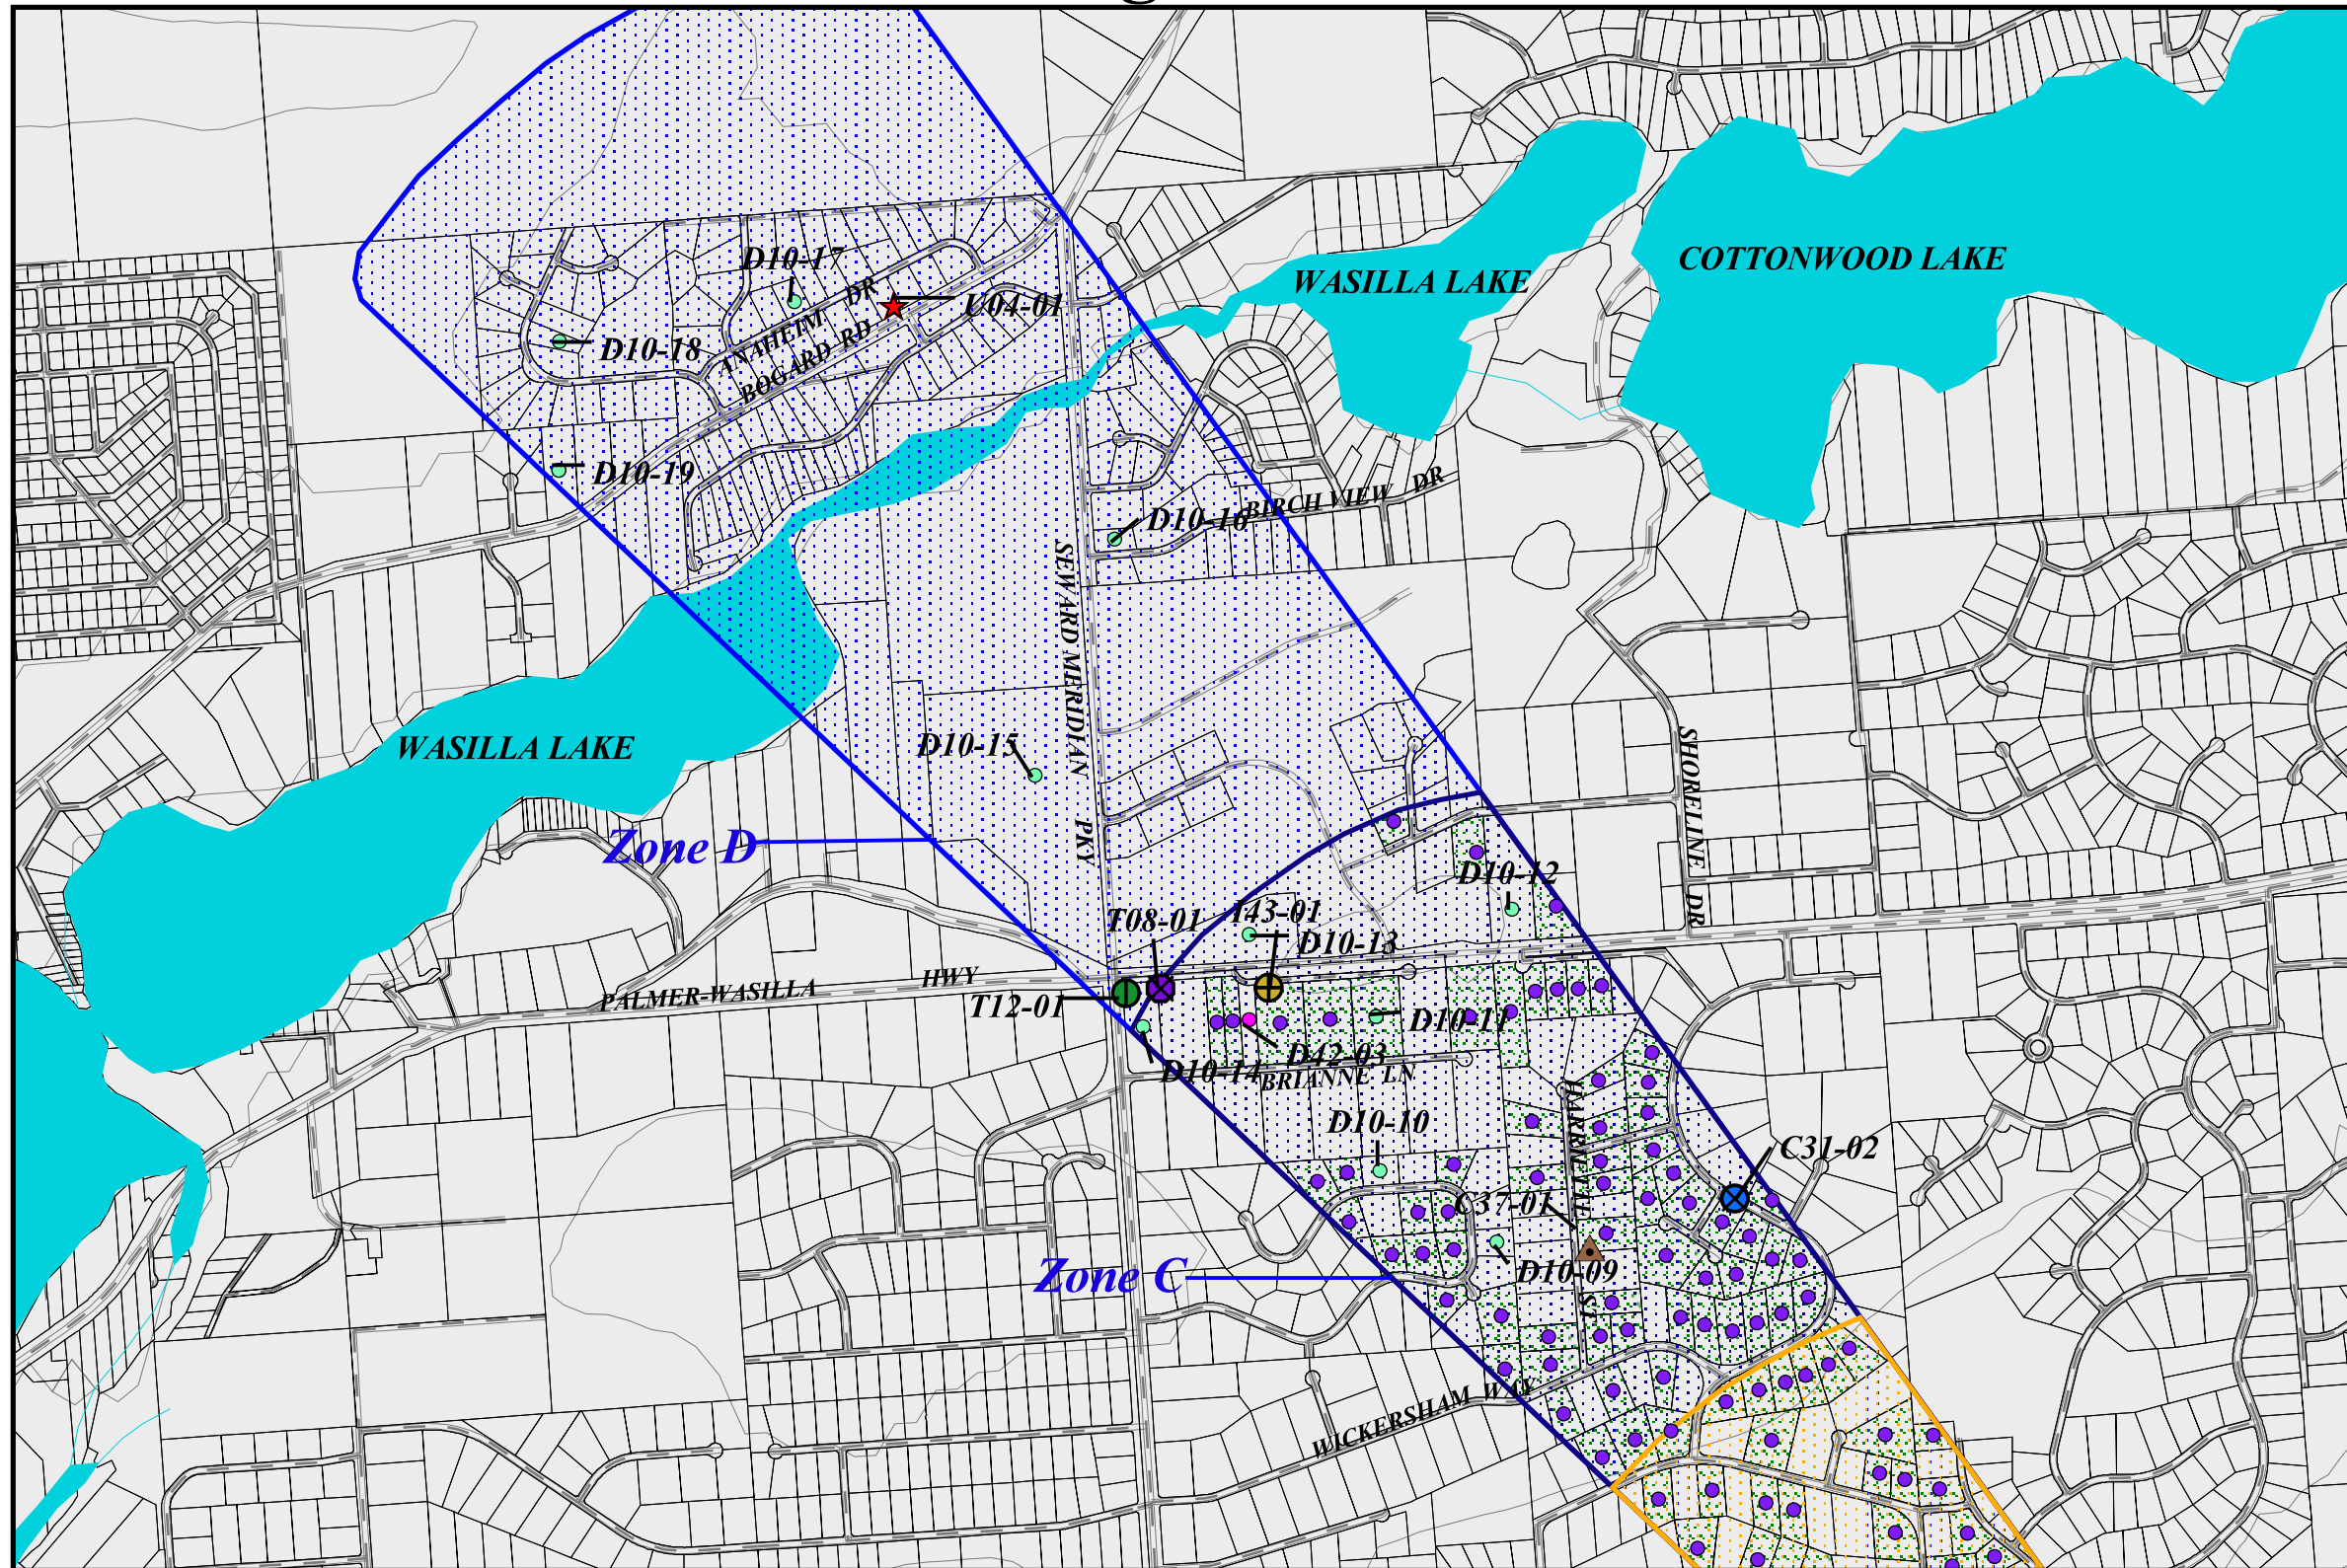 D10-17
WASILLA LAKE
COTTONWOOD LAKE
U04-01
ANAHEIM DR
BOGARD RD
D10-18
D10-19
D10-16
BIRCH VIEW DR
SEWARD MERIDIAN PKY
WASILLA LAKE
D10-15
SHORELINE DR
Zone D
D10-12
T08-01
I43-01
D10-13
PALMER-WASILLA HWY
T12-01
D10-11
D42-03
D10-14
BRIANNE LN
D10-10
HARRIETTE ST
C31-02
C37-01
D10-09
Zone C
WICKERSHAM WAY